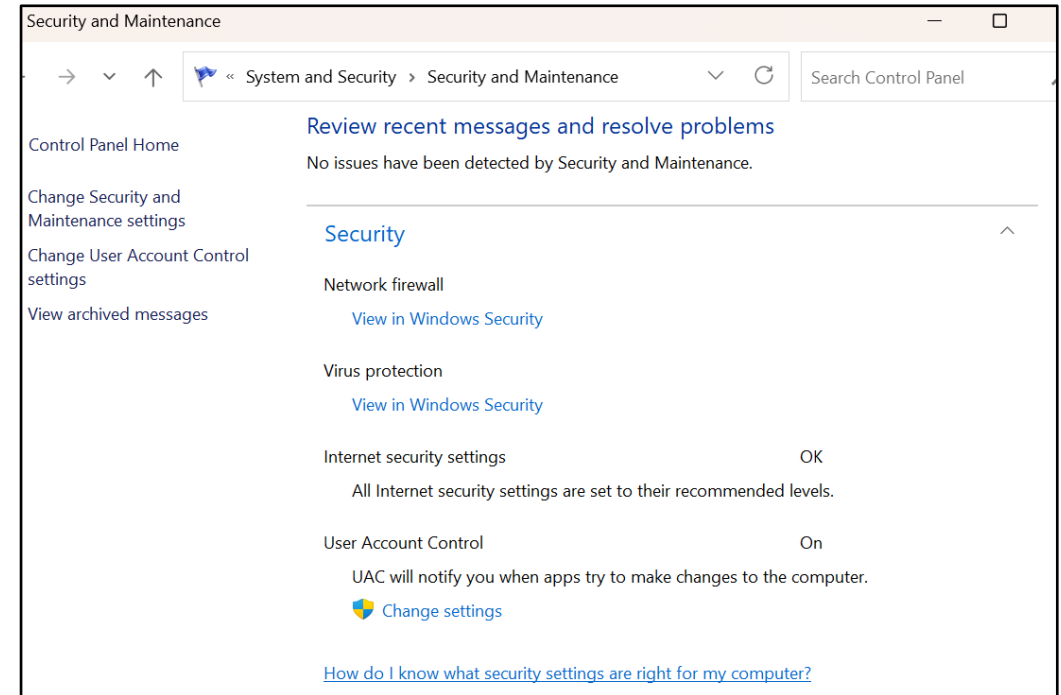 Security and Maintenance
« System and Security › Security and Maintenance
Search Control Panel
Control Panel Home
Change Security and
Maintenance settings
Change User Account Control
settings
View archived messages
Review recent messages and resolve problems
No issues have been detected by Security and Maintenance.
Security
Network firewall
View in Windows Security
Virus protection
View in Windows Security
Internet security settings OK
All Internet security settings are set to their recommended levels.
User Account Control On
UAC will notify you when apps try to make changes to the computer.
Change settings
How do I know what security settings are right for my computer?